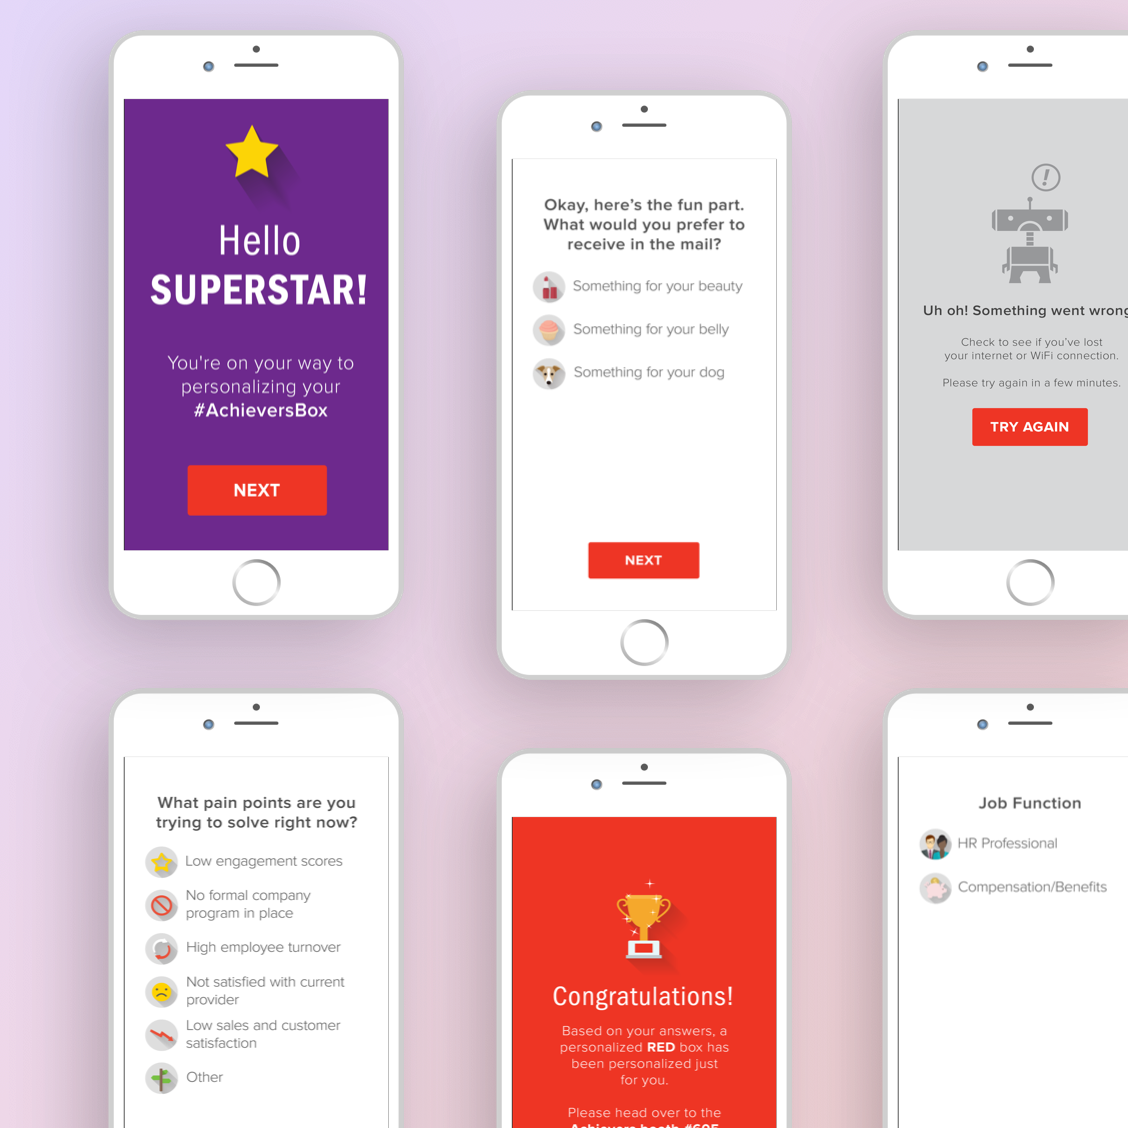 Hello
SUPERSTAR!
You're on your way to
personalizing your
#AchieversBox
NEXT
Okay, here's the fun part.
What would you prefer to
receive in the mail?
Something for your beauty
Something for your belly
Something for your dog
NEXT
!
Uh oh! Something went wrong
Check to see if you've lost
your internet or WiFi connection.
Please try again in a few minutes.
TRY AGAIN
What pain points are you
trying to solve right now?
Low engagement scores
No formal company
program in place
High employee turnover
Not satisfied with current
provider
Low sales and customer
satisfaction
Other
Congratulations!
Based on your answers, a
personalized RED box has
been personalized just
for you.
Please head over to the
Achievers booth
Job Function
HR Professional
Compensation/Benefits